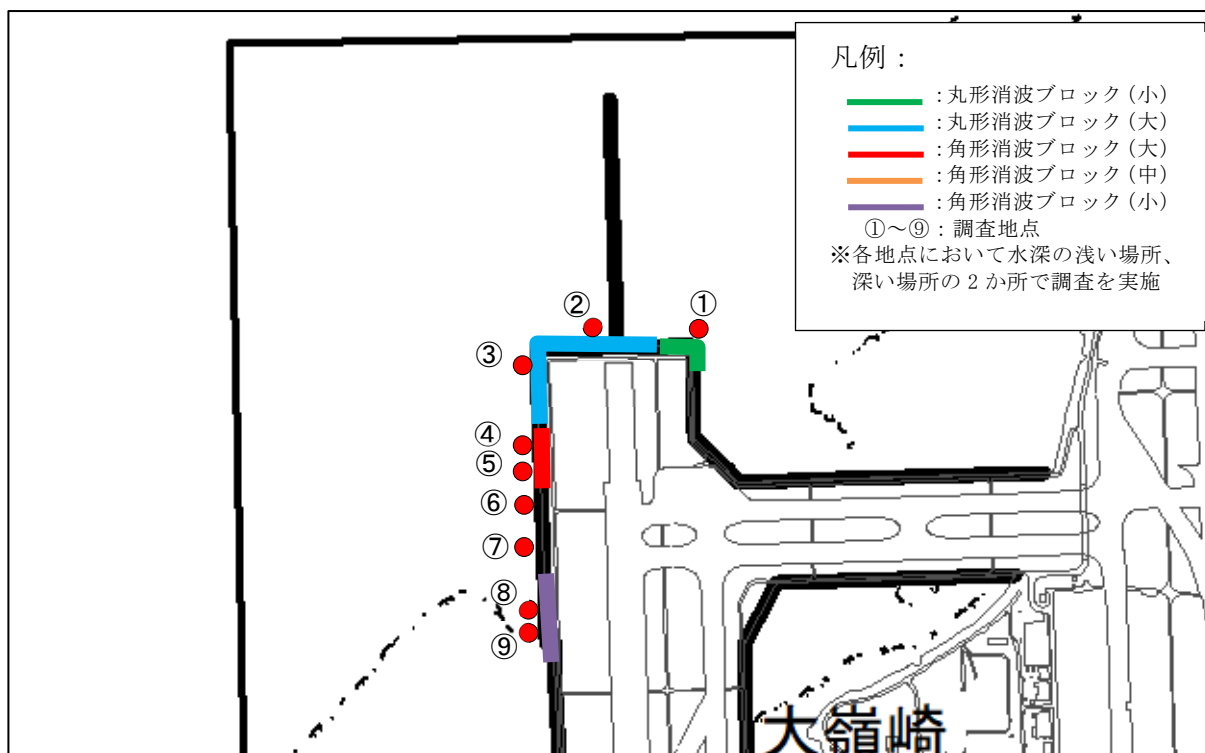 凡例：
：丸形消波ブロック(小)
：丸形消波ブロック(大)
：角形消波ブロック(大)
：角形消波ブロック(中)
：角形消波ブロック(小)
①～⑨：調査地点
※各地点において水深の浅い場所、
深い場所の2か所で調査を実施
①
②
③
④
⑤
⑥
⑦
⑧
⑨
大嶺崎